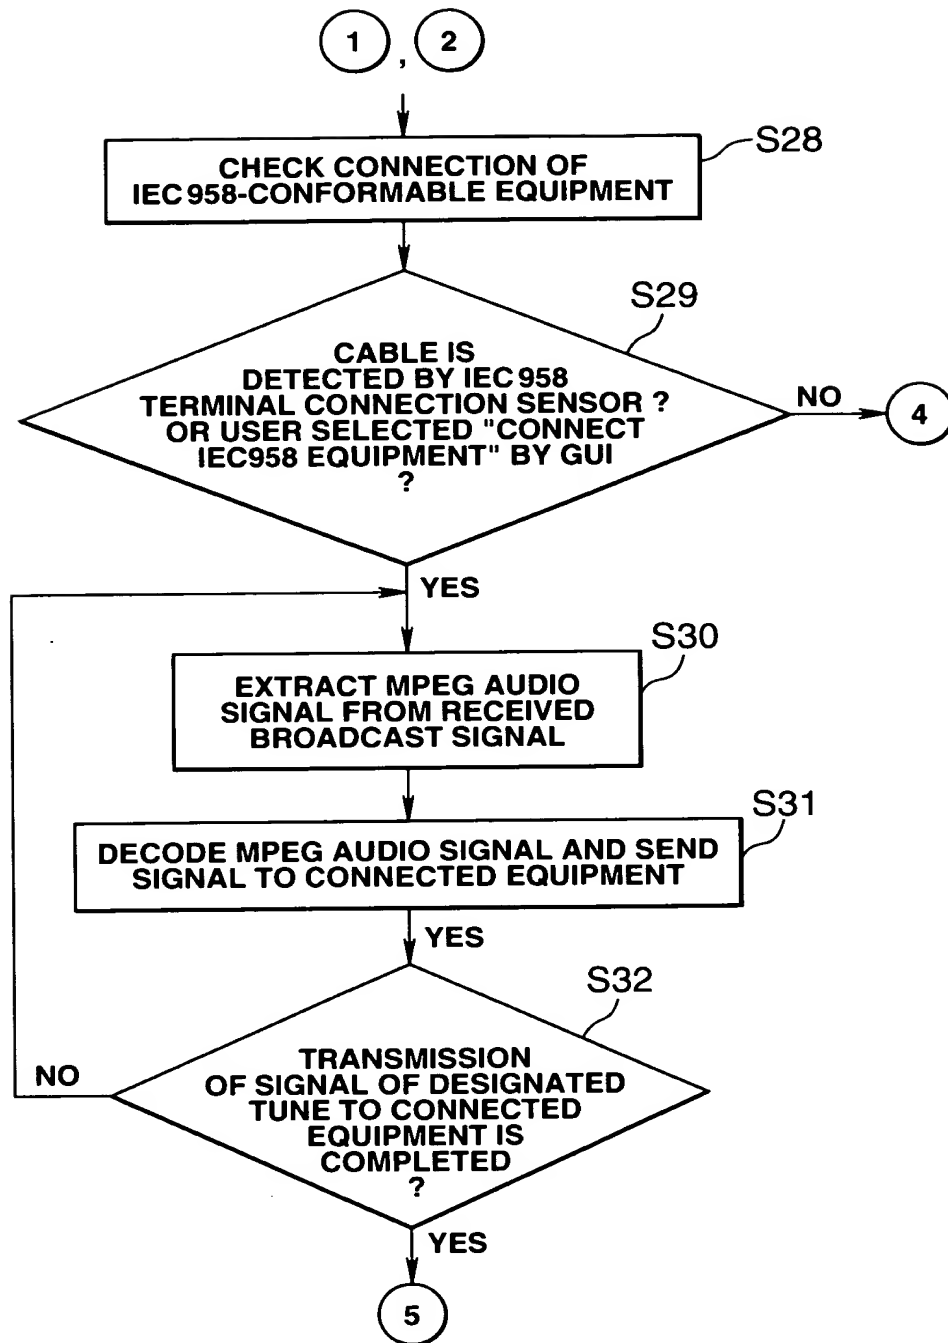 1 , 2
S28
CHECK CONNECTION OF
IEC 958-CONFORMABLE EQUIPMENT
S29
CABLE IS
DETECTED BY IEC 958
TERMINAL CONNECTION SENSOR ?
OR USER SELECTED "CONNECT
IEC958 EQUIPMENT" BY GUI
?
NO
4
YES
S30
EXTRACT MPEG AUDIO
SIGNAL FROM RECEIVED
BROADCAST SIGNAL
S31
DECODE MPEG AUDIO SIGNAL AND SEND
SIGNAL TO CONNECTED EQUIPMENT
YES
S32
TRANSMISSION
OF SIGNAL OF DESIGNATED
TUNE TO CONNECTED
EQUIPMENT IS
COMPLETED
?
NO
YES
5